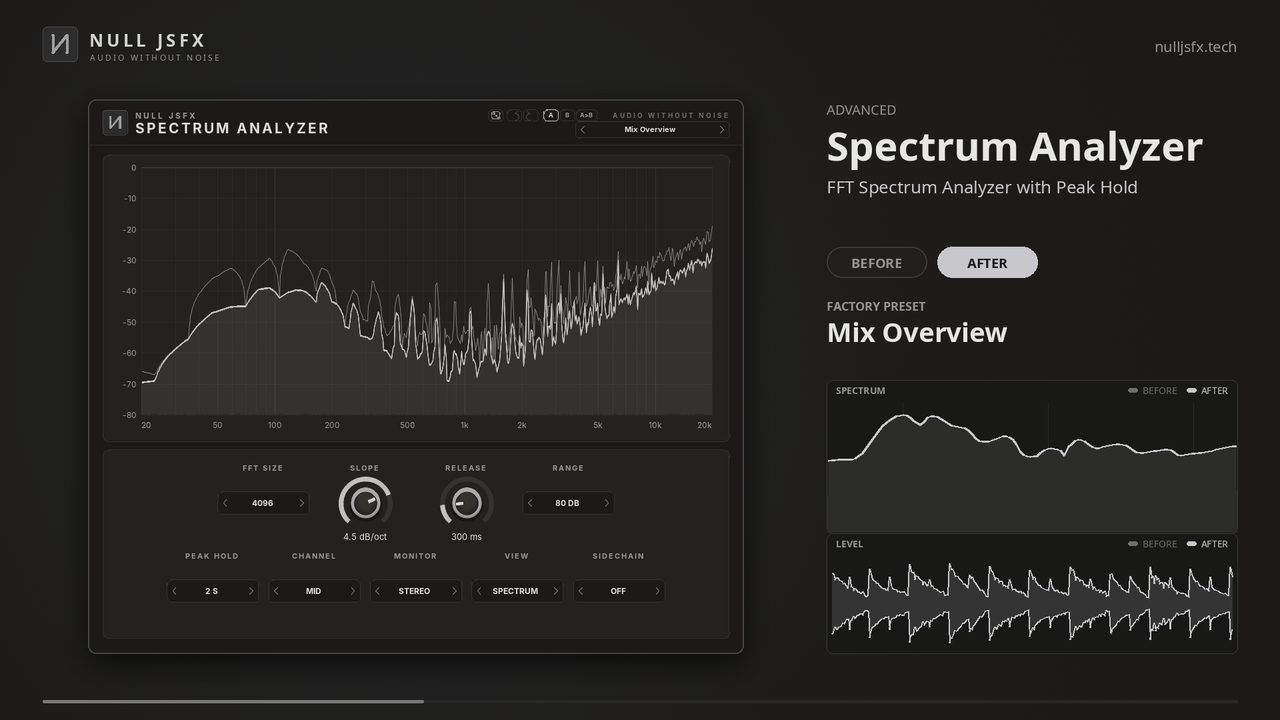 NULL JSFX
AUDIO WITHOUT NOISE
nulljsfx.tech
NULL JSFX
SPECTRUM ANALYZER
A
B
A>B
AUDIO WITHOUT NOISE
Mix Overview
0
-10
-20
-30
-40
-50
-60
-70
-80
20
50
100
200
500
1k
2k
5k
10k
20k
FFT SIZE
SLOPE
RELEASE
RANGE
4096
80 DB
4.5 dB/oct
300 ms
PEAK HOLD
CHANNEL
MONITOR
VIEW
SIDECHAIN
2 S
MID
STEREO
SPECTRUM
OFF
ADVANCED
Spectrum Analyzer
FFT Spectrum Analyzer with Peak Hold
BEFORE
AFTER
FACTORY PRESET
Mix Overview
SPECTRUM
BEFORE
AFTER
LEVEL
BEFORE
AFTER